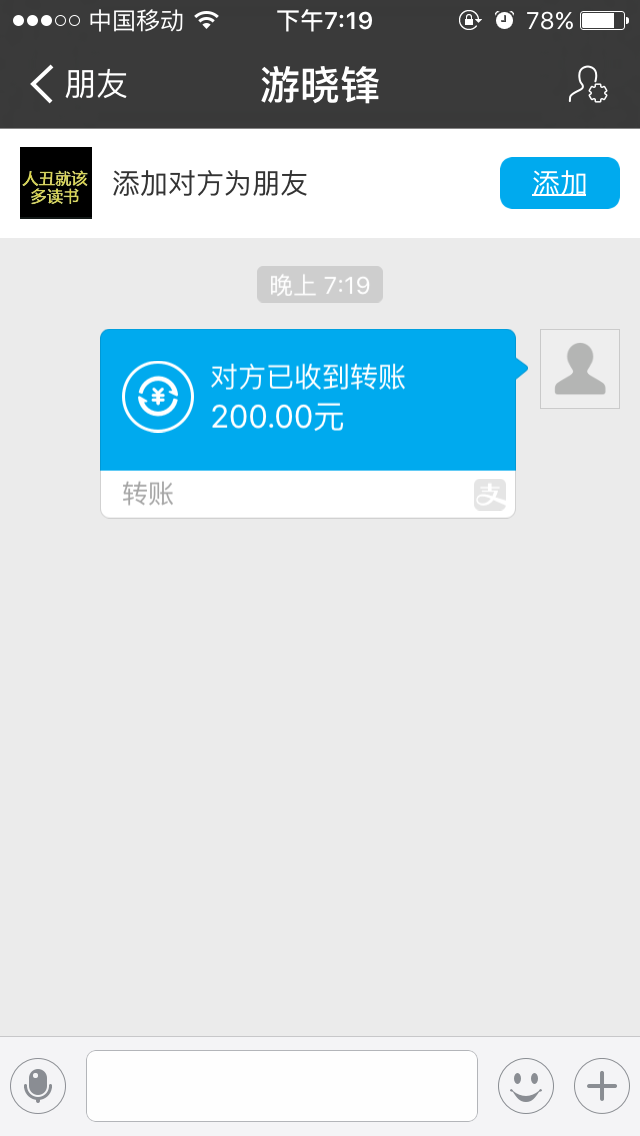 中国移动 下午7:19 78%
朋友 游晓锋
人丑就该
多读书
添加对方为朋友 添加
晚上 7:19
对方已收到转账
200.00元
转账 支